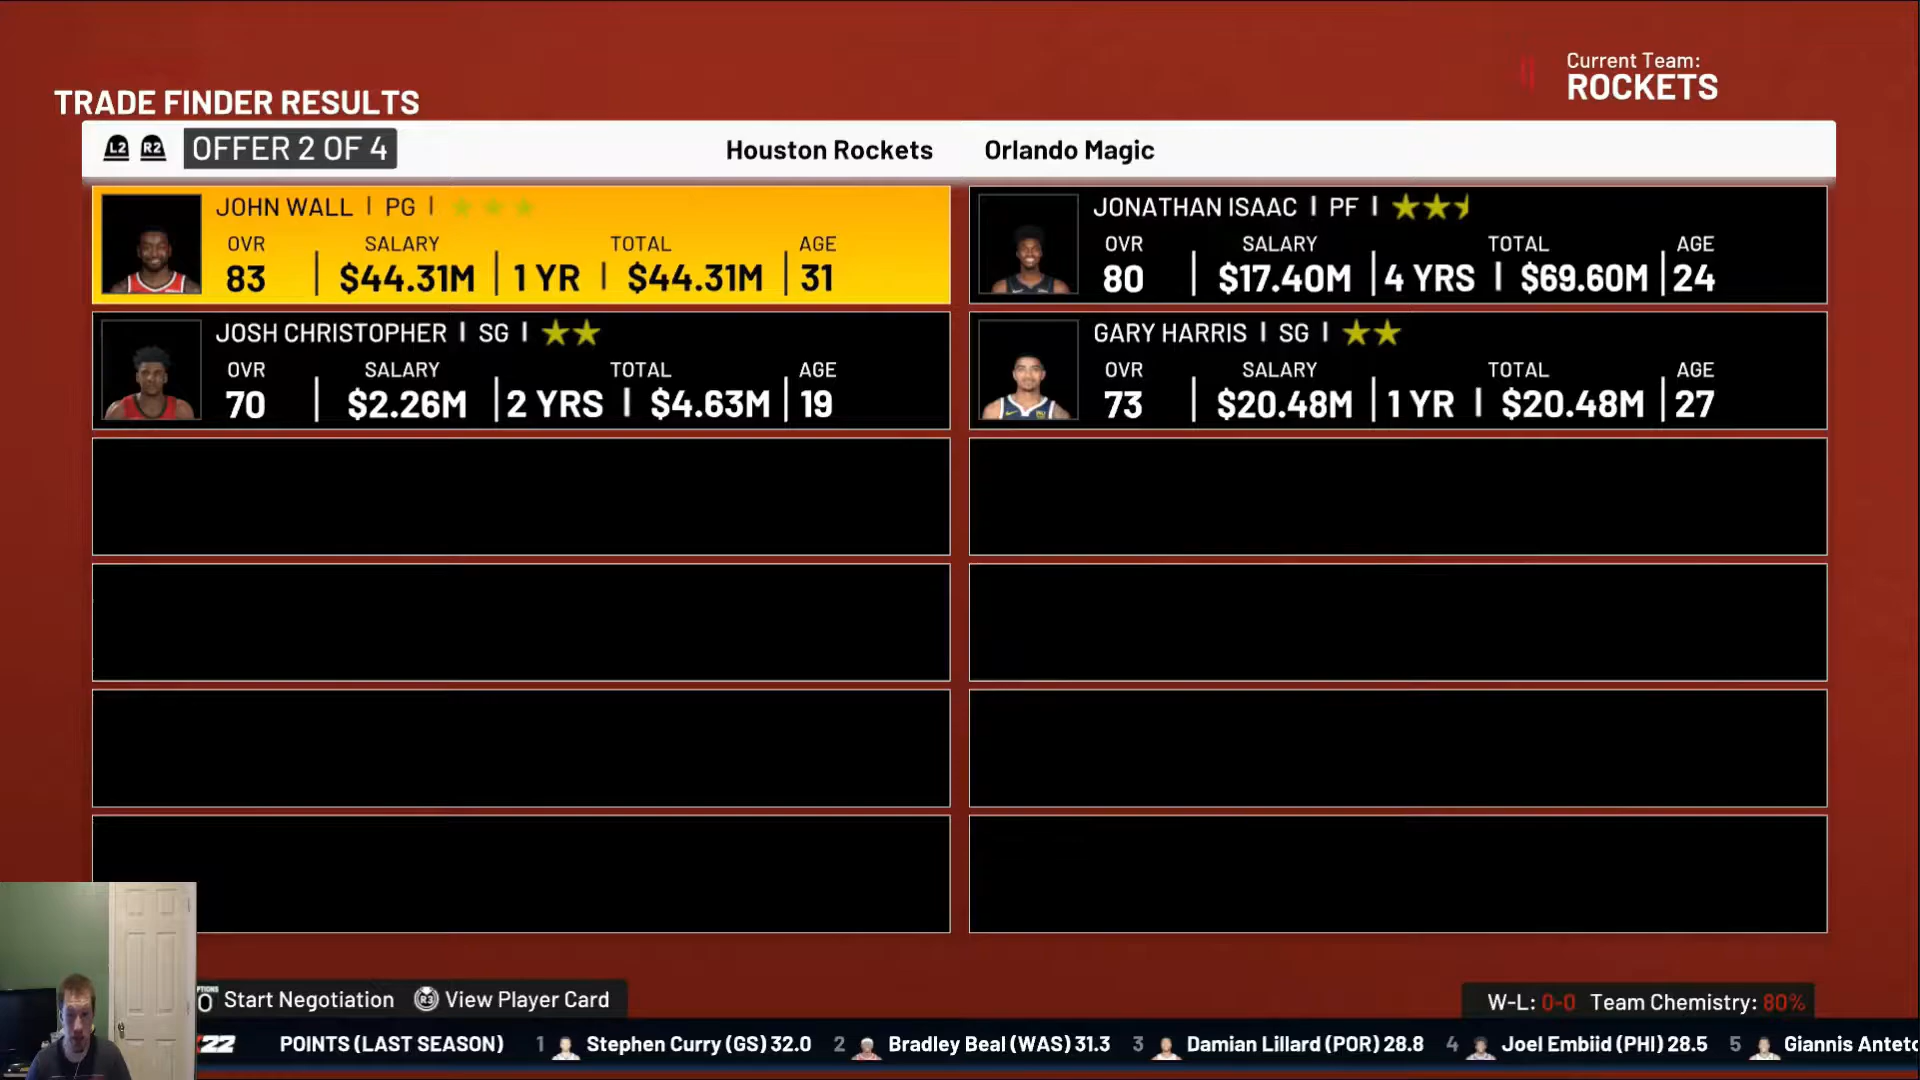 Current Team:
ROCKETS
TRADE FINDER RESULTS
L2 R2 OFFER 2 OF 4 Houston Rockets Orlando Magic
JOHN WALL | PG |
OVR SALARY TOTAL AGE
83 | $44.31M | 1 YR | $44.31M | 31
JONATHAN ISAAC | PF |
OVR SALARY TOTAL AGE
80 | $17.40M | 4 YRS | $69.60M | 24
JOSH CHRISTOPHER | SG |
OVR SALARY TOTAL AGE
70 | $2.26M | 2 YRS | $4.63M | 19
GARY HARRIS | SG |
OVR SALARY TOTAL AGE
73 | $20.48M | 1 YR | $20.48M | 27
Start Negotiation R3 View Player Card
W-L: 0-0 Team Chemistry: 80%
22 POINTS (LAST SEASON) 1 Stephen Curry (GS) 32.0 2 Bradley Beal (WAS) 31.3 3 Damian Lillard (POR) 28.8 4 Joel Embiid (PHI) 28.5 5 Giannis Anteto